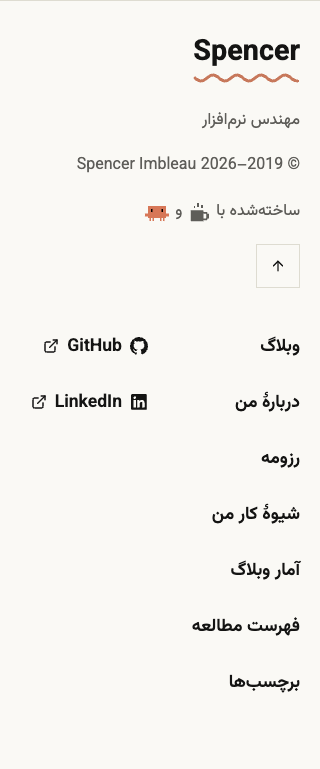 Spencer
مهندس نرم‌افزار
© 2019–2026 Spencer Imbleau
ساخته‌شده با و
وبلاگ
GitHub
دربارهٔ من
LinkedIn
رزومه
شیوهٔ کار من
آمار وبلاگ
فهرست مطالعه
برچسب‌ها